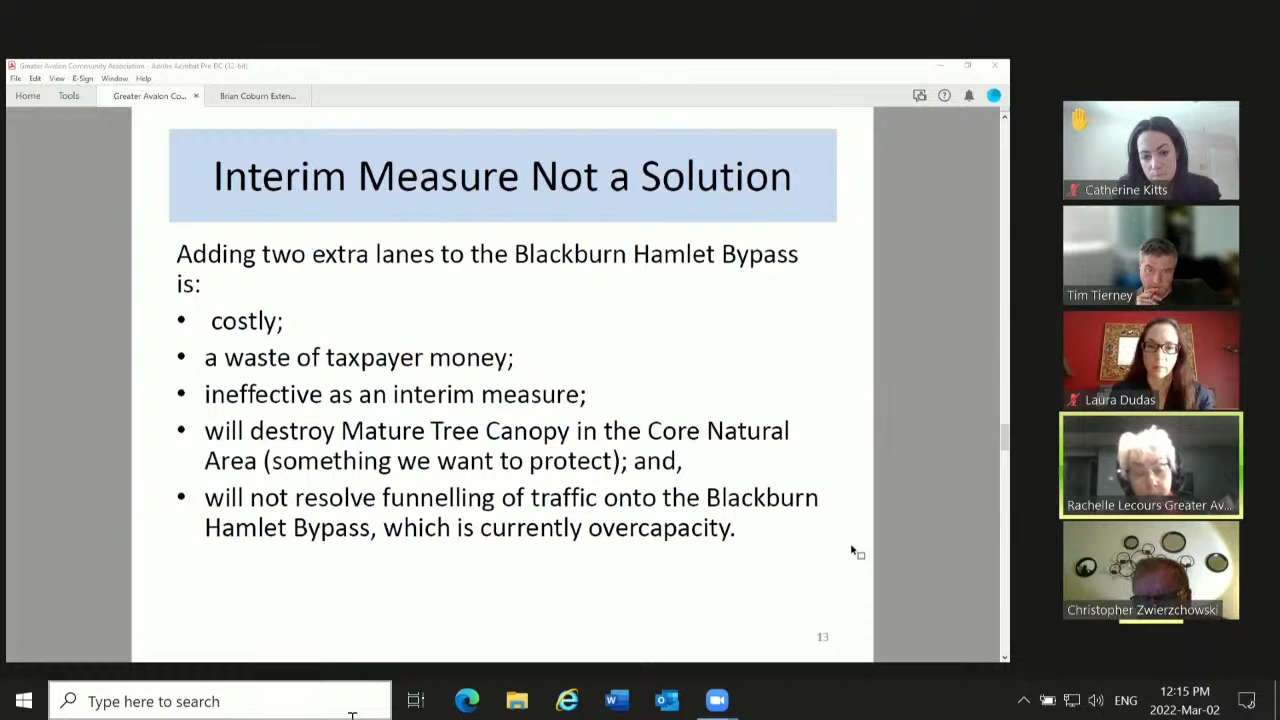 Greater Avalon Community Association - Adobe Acrobat Pro DC (32-bit)
File Edit View E-Sign Window Help
Home Tools Greater Avalon Co... × Brian Coburn Exten...
Interim Measure Not a Solution
Adding two extra lanes to the Blackburn Hamlet Bypass
is:
• costly;
• a waste of taxpayer money;
• ineffective as an interim measure;
• will destroy Mature Tree Canopy in the Core Natural
Area (something we want to protect); and,
• will not resolve funnelling of traffic onto the Blackburn
Hamlet Bypass, which is currently overcapacity.
13
Catherine Kitts
Tim Tierney
Laura Dudas
Rachelle Lecours Greater Av...
Christopher Zwierzchowski
Type here to search
ENG
12:15 PM
2022-Mar-02